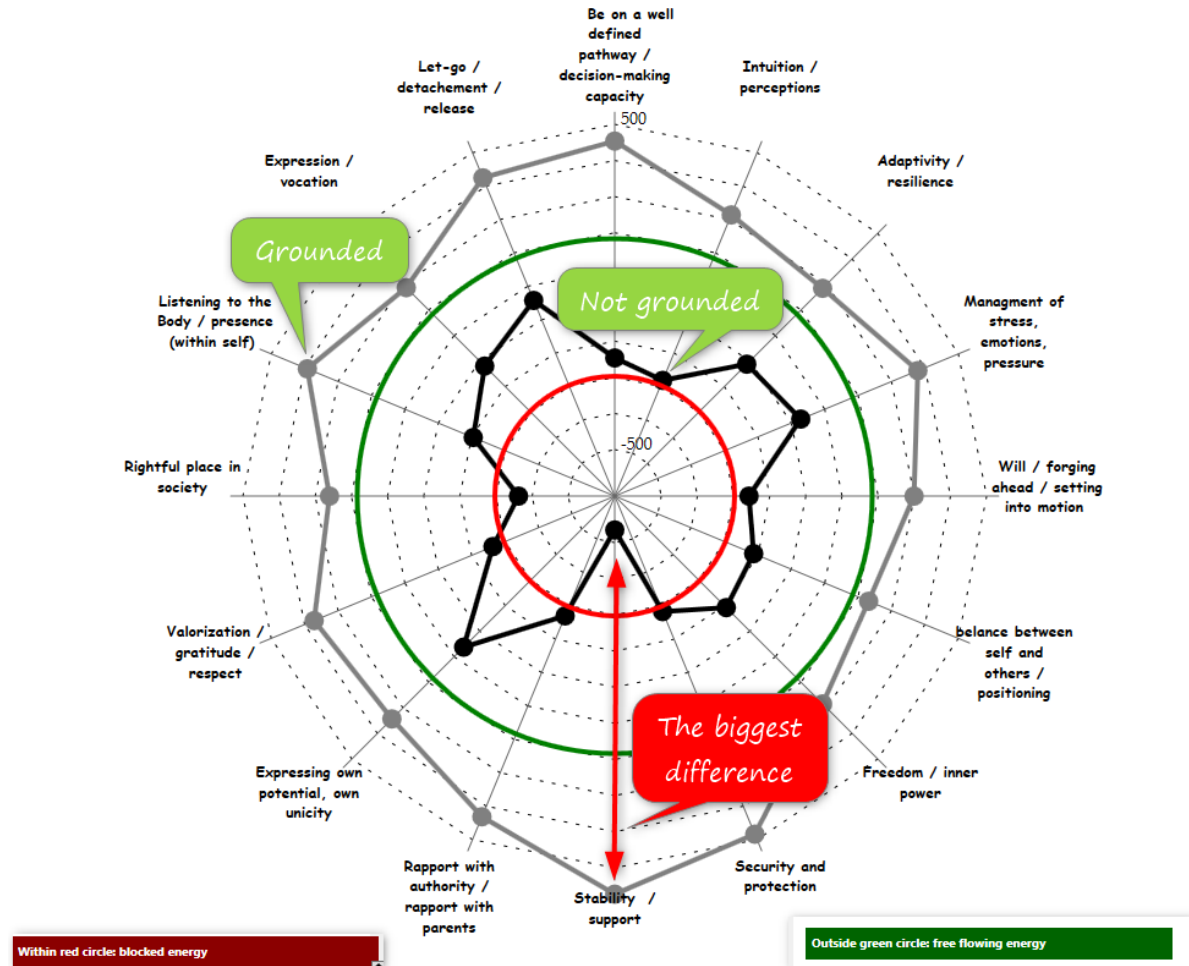 Be on a well
defined
pathway /
decision-making
capacity
Let-go /
detachement /
release
Intuition /
perceptions
500
Expression /
vocation
Adaptivity /
resilience
Grounded
Not grounded
Listening to the
Body / presence
(within self)
Managment of
stress,
emotions,
pressure
-500
Rightful place in
society
Will / forging
ahead / setting
into motion
Valorization /
gratitude /
respect
belance between
self and
others /
positioning
The biggest
difference
Expressing own
potential, own
unicity
Freedom / inner
power
Rapport with
authority /
rapport with
parents
Stability /
support
Security and
protection
Within red circle: blocked energy
Outside green circle: free flowing energy